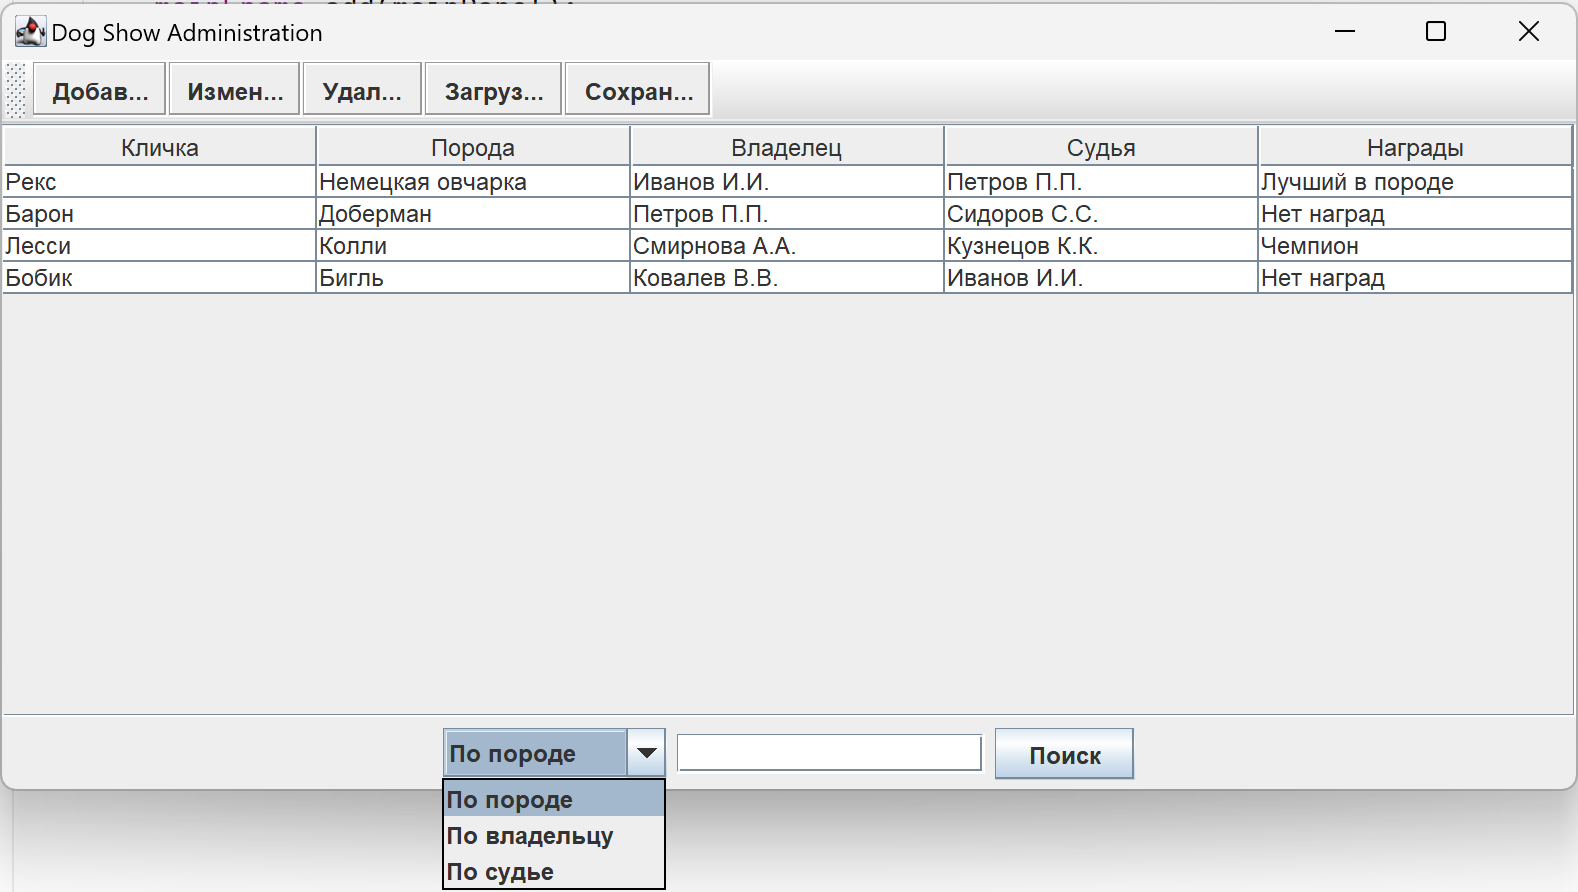 Dog Show Administration
Добав... Измен... Удал... Загруз... Сохран...
Кличка Порода Владелец Судья Награды
Рекс Немецкая овчарка Иванов И.И. Петров П.П. Лучший в породе
Барон Доберман Петров П.П. Сидоров С.С. Нет наград
Лесси Колли Смирнова А.А. Кузнецов К.К. Чемпион
Бобик Бигль Ковалев В.В. Иванов И.И. Нет наград
По породе Поиск
По породе
По владельцу
По судье